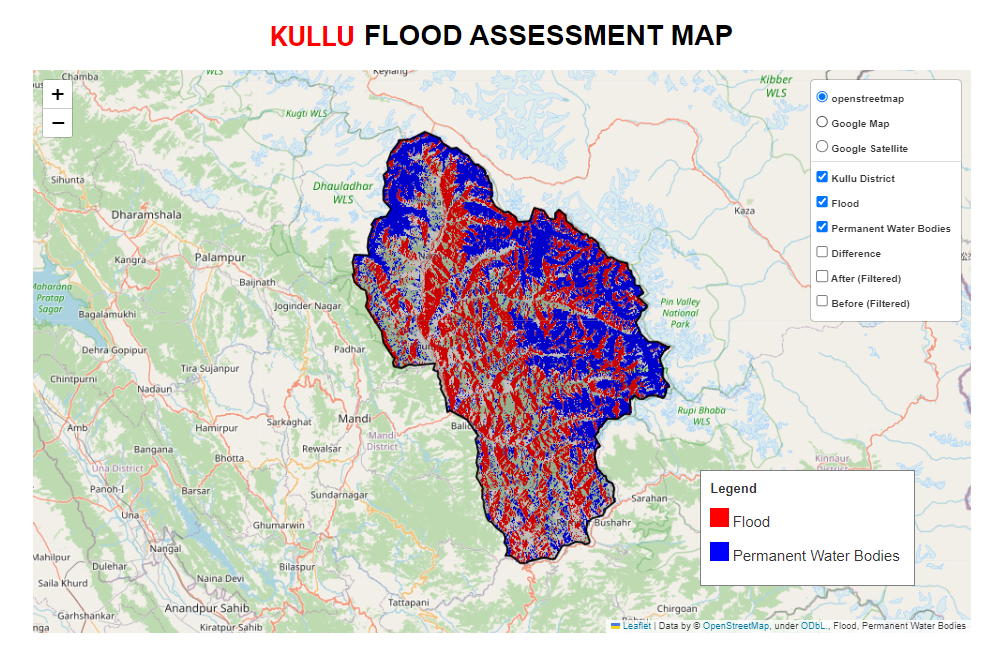 KULLU FLOOD ASSESSMENT MAP
Chamba
WLS
Keylang
Kibber
WLS
+
−
Kugti WLS
openstreetmap
Google Map
Google Satellite
Kullu District
Flood
Permanent Water Bodies
Difference
After (Filtered)
Before (Filtered)
Sihunta
Dhauladhar
WLS
Dharamshala
Kaza
Kangra
Palampur
Baijnath
Maharana
Pratap
Sagar
Bagalamukhi
Joginder Nagar
Pin Valley
National
Park
Dehra Gopipur
Padhar
Tira Sujanpur
Chintpurni
Nadaun
Amb
Hamirpur
Sarkaghat
Mandi
Rupi Bhaba
WLS
Mandi
District
Bangana
Rewalsar
Bhotta
Una District
Kinnaur
District
Panoh-I
Barsar
Sundarnagar
Sarahan
Una
Ghumarwin
Bushahr
Nangal
Mahilpur
Dulehar
Bilaspur
Saila Khurd
Naina Devi
Tattapani
Garhshankar
Anandpur Sahib
Chirgaon
Kiratpur Sahib
Legend
Flood
Permanent Water Bodies
Leaflet | Data by © OpenStreetMap, under ODbL., Flood, Permanent Water Bodies